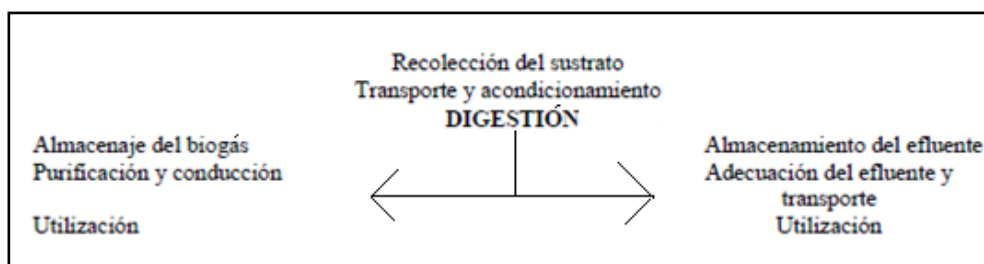 Recolección del sustrato
Transporte y acondicionamiento
DIGESTIÓN
Almacenaje del biogás
Purificación y conducción
Utilización
Almacenamiento del efluente
Adecuación del efluente y
transporte
Utilización